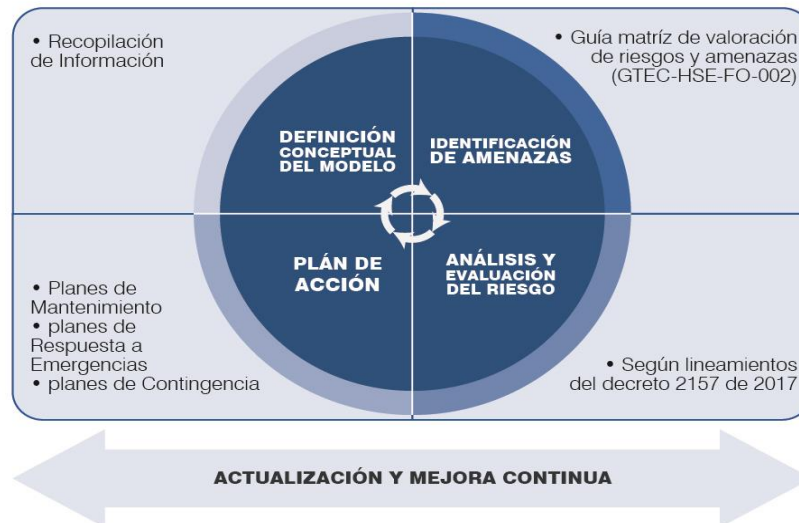 • Recopilación
de Información
• Guía matríz de valoración
de riesgos y amenazas
(GTEC-HSE-FO-002)
DEFINICIÓN
CONCEPTUAL
DEL MODELO
IDENTIFICACIÓN
DE AMENAZAS
PLÁN DE
ACCIÓN
ANÁLISIS Y
EVALUACIÓN
DEL RIESGO
• Planes de
Mantenimiento
• planes de
Respuesta a
Emergencias
• planes de Contingencia
• Según lineamientos
del decreto 2157 de 2017
ACTUALIZACIÓN Y MEJORA CONTINUA